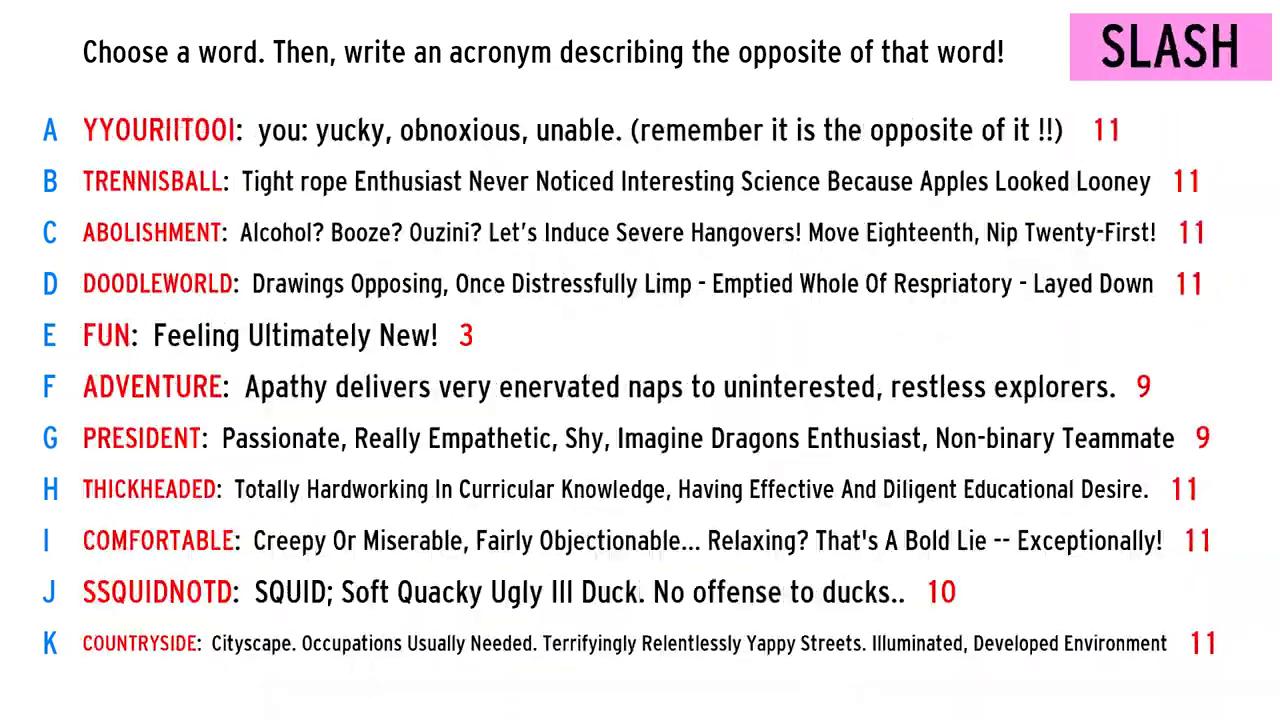 Choose a word. Then, write an acronym describing the opposite of that word!
SLASH
A YYOURIITOOI: you: yucky, obnoxious, unable. (remember it is the opposite of it !!) 11
B TRENNISBALL: Tight rope Enthusiast Never Noticed Interesting Science Because Apples Looked Looney 11
C ABOLISHMENT: Alcohol? Booze? Ouzini? Let's Induce Severe Hangovers! Move Eighteenth, Nip Twenty-First! 11
D DOODLEWORLD: Drawings Opposing, Once Distressfully Limp - Emptied Whole Of Respriatory - Layed Down 11
E FUN: Feeling Ultimately New! 3
F ADVENTURE: Apathy delivers very enervated naps to uninterested, restless explorers. 9
G PRESIDENT: Passionate, Really Empathetic, Shy, Imagine Dragons Enthusiast, Non-binary Teammate 9
H THICKHEADED: Totally Hardworking In Curricular Knowledge, Having Effective And Diligent Educational Desire. 11
I COMFORTABLE: Creepy Or Miserable, Fairly Objectionable... Relaxing? That's A Bold Lie -- Exceptionally! 11
J SSQUIDNOTD: SQUID; Soft Quacky Ugly Ill Duck. No offense to ducks.. 10
K COUNTRYSIDE: Cityscape. Occupations Usually Needed. Terrifyingly Relentlessly Yappy Streets. Illuminated, Developed Environment 11